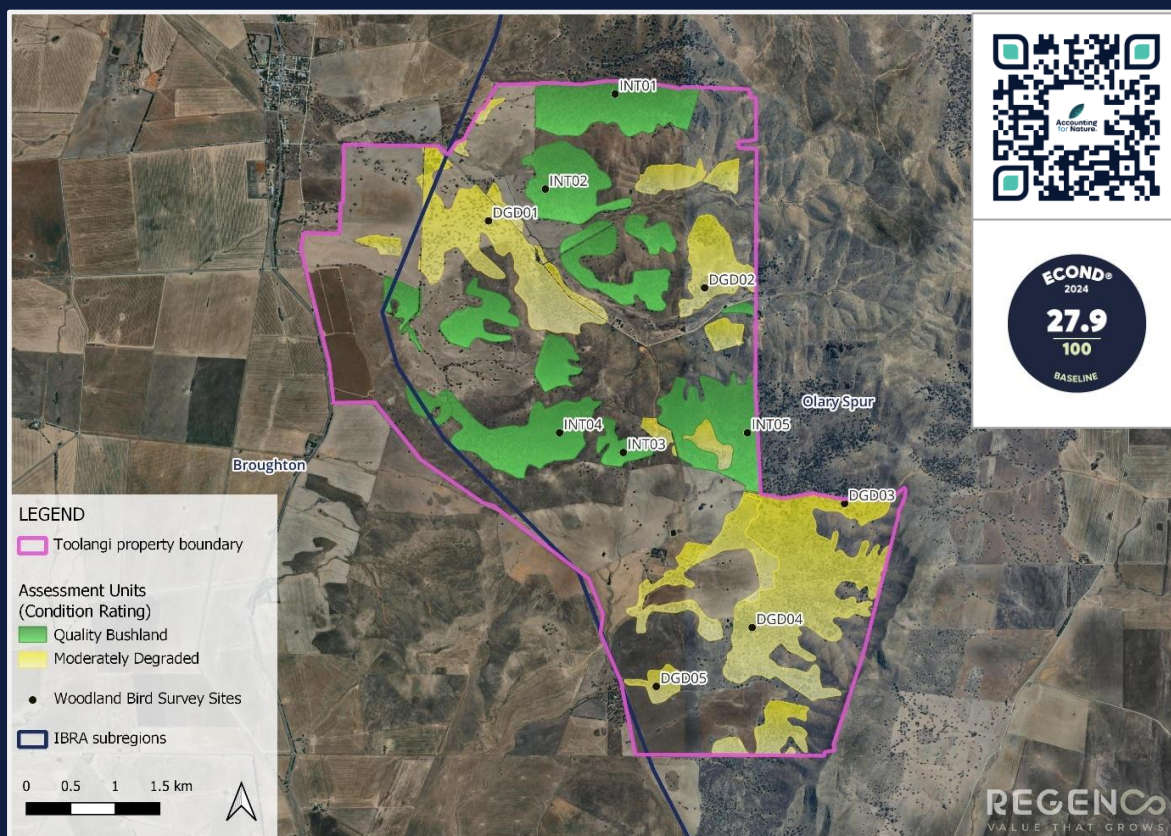 INT01
INT02
DGD01
DGD02
Olary Spur
INT04
INT05
INT03
Broughton
DGD03
DGD04
DGD05
LEGEND
Toolangi property boundary
Assessment Units
(Condition Rating)
Quality Bushland
Moderately Degraded
Woodland Bird Survey Sites
IBRA subregions
0 0.5 1 1.5 km
Accounting
for Nature
ECOND®
2024
27.9
100
BASELINE
REGENCo
VALUE THAT GROWS